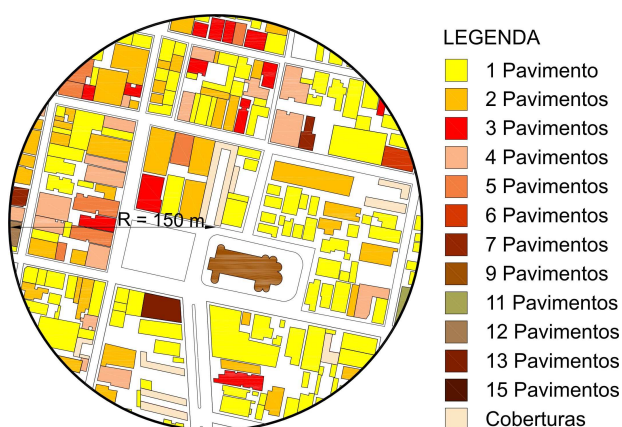 LEGENDA
1 Pavimento
2 Pavimentos
3 Pavimentos
4 Pavimentos
5 Pavimentos
6 Pavimentos
7 Pavimentos
9 Pavimentos
11 Pavimentos
12 Pavimentos
13 Pavimentos
15 Pavimentos
Coberturas
R = 150 m